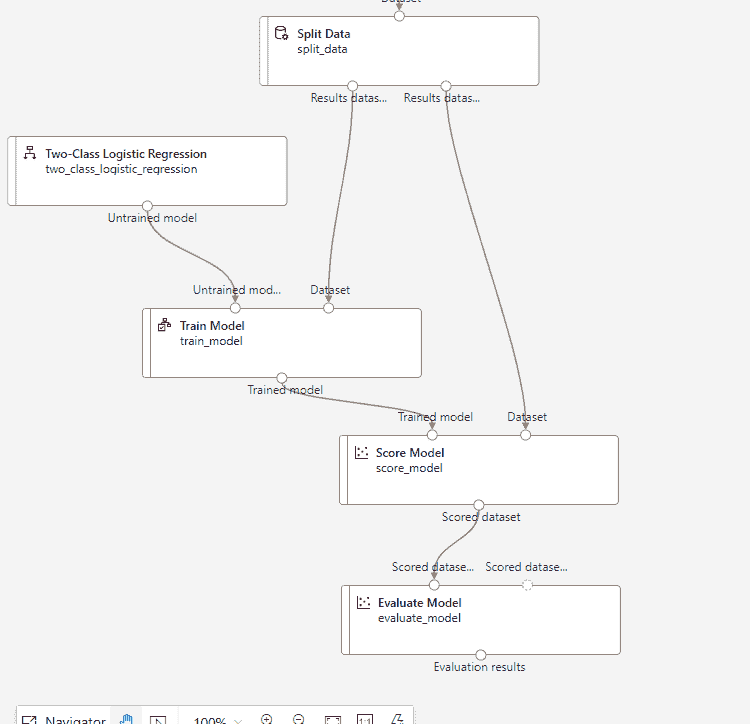 Dataset
Split Data
split_data
Results datas... Results datas...
Two-Class Logistic Regression
two_class_logistic_regression
Untrained model
Untrained mod... Dataset
Train Model
train_model
Trained model
Trained model Dataset
Score Model
score_model
Scored dataset
Scored datase... Scored datase...
Evaluate Model
evaluate_model
Evaluation results
Navigator 100% 1:1